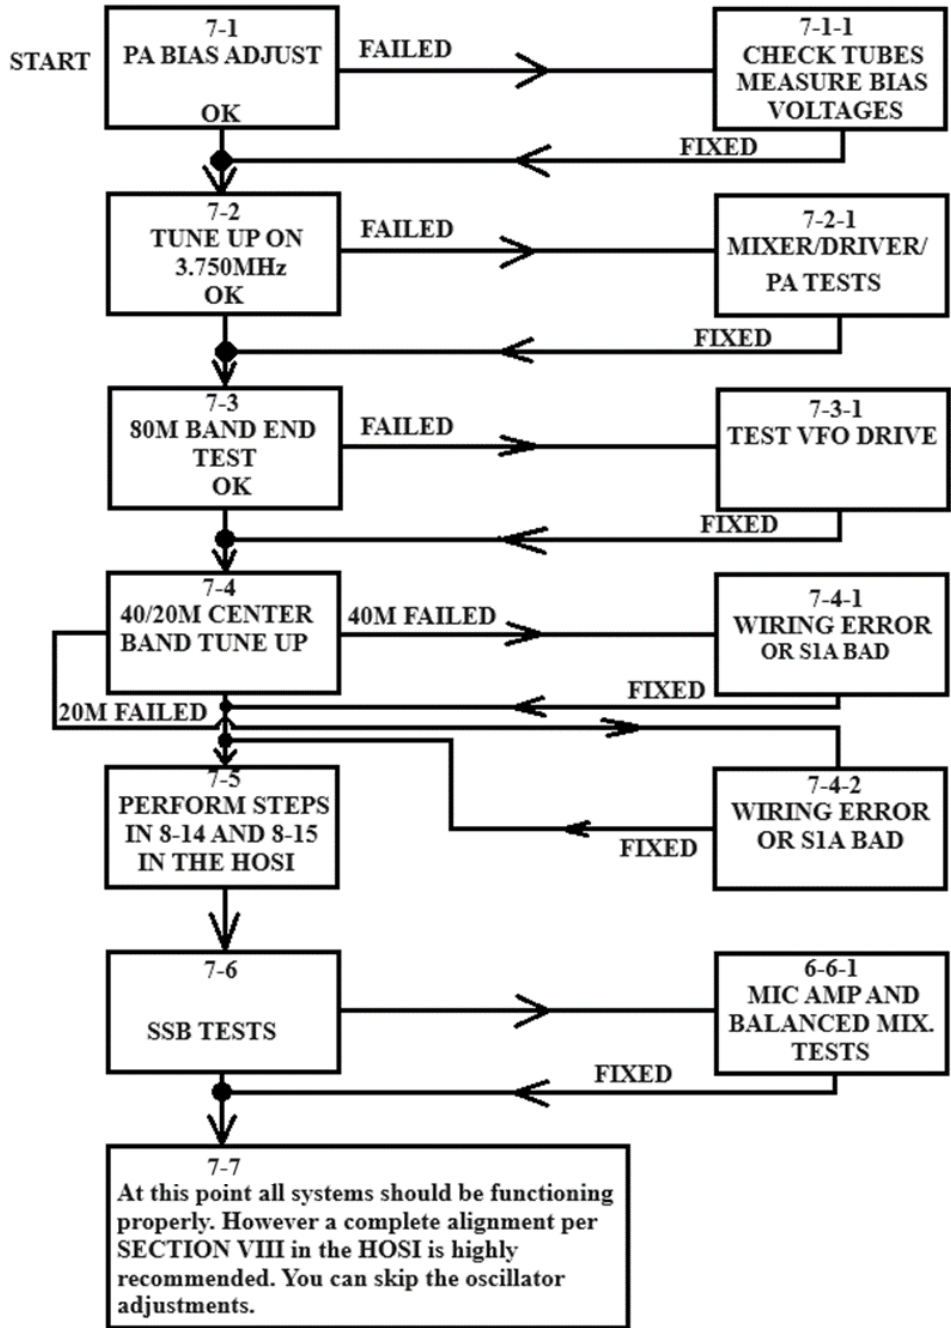 START
7-1
PA BIAS ADJUST
OK
FAILED
7-1-1
CHECK TUBES
MEASURE BIAS
VOLTAGES
FIXED
7-2
TUNE UP ON
3.750MHz
OK
FAILED
7-2-1
MIXER/DRIVER/
PA TESTS
FIXED
7-3
80M BAND END
TEST
OK
FAILED
7-3-1
TEST VFO DRIVE
FIXED
7-4
40/20M CENTER
BAND TUNE UP
40M FAILED
7-4-1
WIRING ERROR
OR S1A BAD
FIXED
20M FAILED
7-4-2
WIRING ERROR
OR S1A BAD
FIXED
7-5
PERFORM STEPS
IN 8-14 AND 8-15
IN THE HOSI
7-6
SSB TESTS
6-6-1
MIC AMP AND
BALANCED MIX.
TESTS
FIXED
7-7
At this point all systems should be functioning
properly. However a complete alignment per
SECTION VIII in the HOSI is highly
recommended. You can skip the oscillator
adjustments.